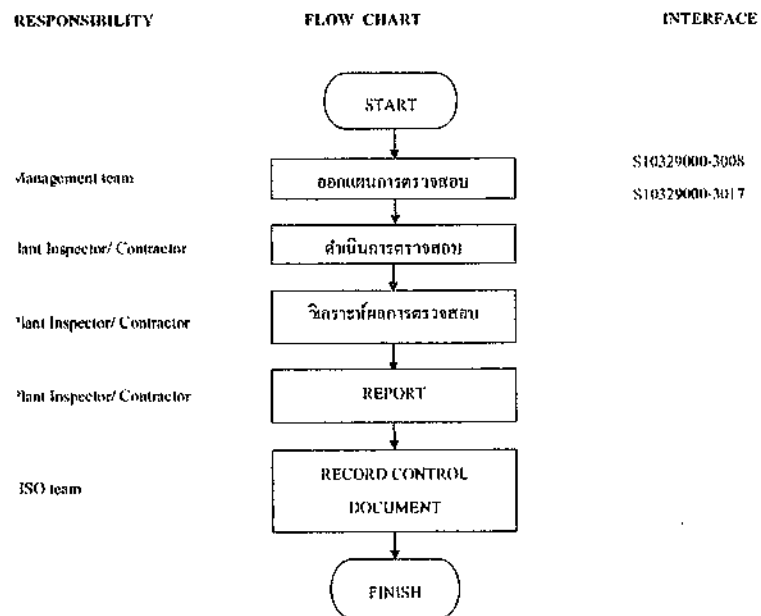 RESPONSIBILITY FLOW CHART INTERFACE
START
Management team ออกแผนการตรวจสอบ S10329000-3008
S10329000-3017
lant Inspector/ Contractor ดำเนินการตรวจสอบ
Plant Inspector/ Contractor วิเคราะห์ผลการตรวจสอบ
Plant Inspector/ Contractor REPORT
ISO team RECORD CONTROL
DOCUMENT
FINISH